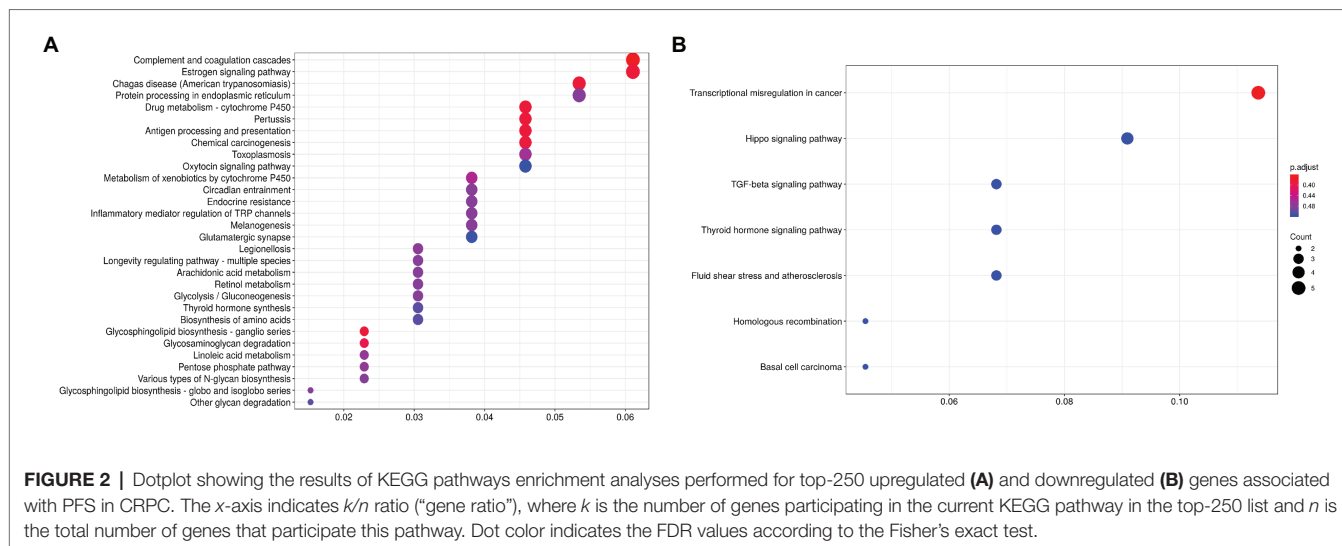 A
Complement and coagulation cascades
Estrogen signaling pathway
Chagas disease (American trypanosomiasis)
Protein processing in endoplasmic reticulum
Drug metabolism - cytochrome P450
Pertussis
Antigen processing and presentation
Chemical carcinogenesis
Toxoplasmosis
Oxytocin signaling pathway
Metabolism of xenobiotics by cytochrome P450
Circadian entrainment
Endocrine resistance
Inflammatory mediator regulation of TRP channels
Melanogenesis
Glutamatergic synapse
Legionellosis
Longevity regulating pathway - multiple species
Arachidonic acid metabolism
Retinol metabolism
Glycolysis / Gluconeogenesis
Thyroid hormone synthesis
Biosynthesis of amino acids
Glycosphingolipid biosynthesis - ganglio series
Glycosaminoglycan degradation
Linoleic acid metabolism
Pentose phosphate pathway
Various types of N-glycan biosynthesis
Glycosphingolipid biosynthesis - globo and isoglobo series
Other glycan degradation
0.02 0.03 0.04 0.05 0.06
B
Transcriptional misregulation in cancer
Hippo signaling pathway
TGF-beta signaling pathway
Thyroid hormone signaling pathway
Fluid shear stress and atherosclerosis
Homologous recombination
Basal cell carcinoma
0.06 0.08 0.10
p.adjust
0.40
0.44
0.48
Count
2
3
4
5
FIGURE 2 | Dotplot showing the results of KEGG pathways enrichment analyses performed for top-250 upregulated (A) and downregulated (B) genes associated
with PFS in CRPC. The x-axis indicates k/n ratio (“gene ratio”), where k is the number of genes participating in the current KEGG pathway in the top-250 list and n is
the total number of genes that participate this pathway. Dot color indicates the FDR values according to the Fisher’s exact test.